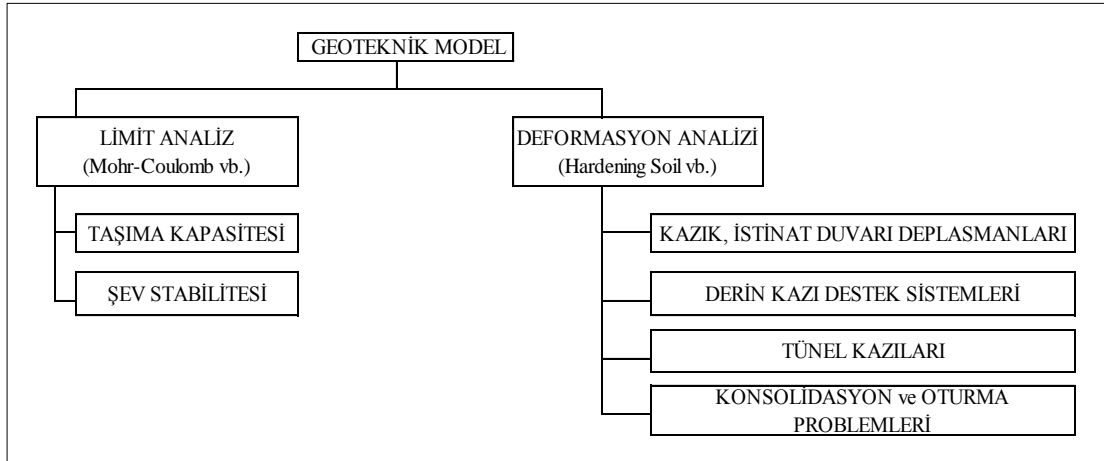 GEOTEKNİK MODEL
LİMİT ANALİZ
(Mohr-Coulomb vb.)
TAŞIMA KAPASİTESİ
ŞEV STABİLİTESİ
DEFORMASYON ANALİZİ
(Hardening Soil vb.)
KAZIK, İSTİNAT DUVARI DEPLASMANLARI
DERİN KAZI DESTEK SİSTEMLERİ
TÜNEL KAZILARI
KONSOLİDASYON ve OTURMA
PROBLEMLERİ